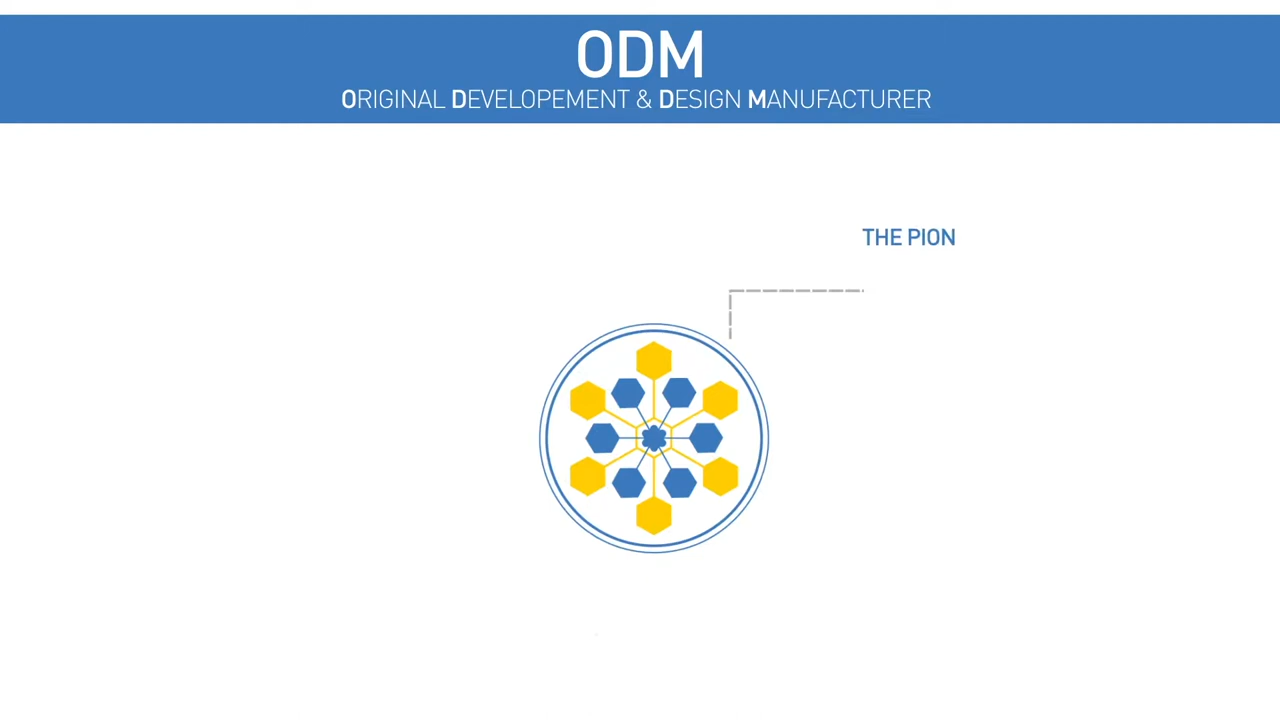 ODM
ORIGINAL DEVELOPEMENT & DESIGN MANUFACTURER
THE PION